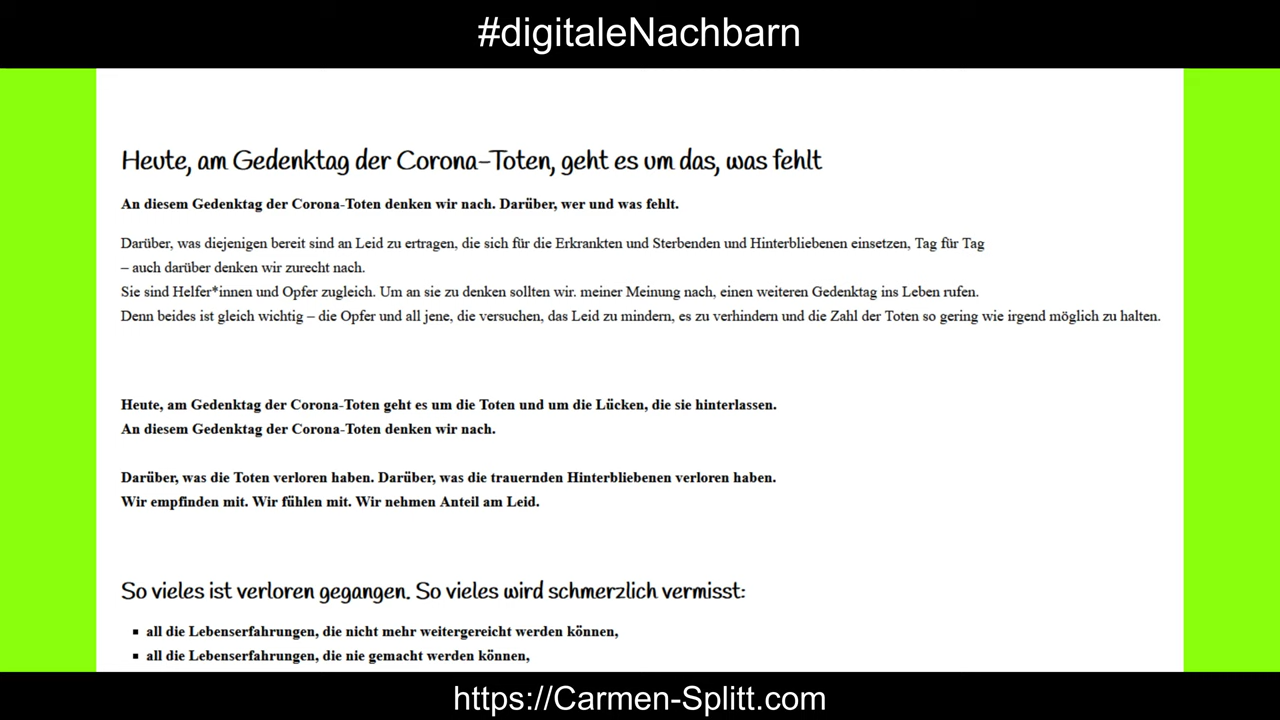 #digitaleNachbarn
Heute, am Gedenktag der Corona-Toten, geht es um das, was fehlt
An diesem Gedenktag der Corona-Toten denken wir nach. Darüber, wer und was fehlt.
Darüber, was diejenigen bereit sind an Leid zu ertragen, die sich für die Erkrankten und Sterbenden und Hinterbliebenen einsetzen, Tag für Tag
– auch darüber denken wir zurecht nach.
Sie sind Helfer*innen und Opfer zugleich. Um an sie zu denken sollten wir. meiner Meinung nach, einen weiteren Gedenktag ins Leben rufen.
Denn beides ist gleich wichtig – die Opfer und all jene, die versuchen, das Leid zu mindern, es zu verhindern und die Zahl der Toten so gering wie irgend möglich zu halten.
Heute, am Gedenktag der Corona-Toten geht es um die Toten und um die Lücken, die sie hinterlassen.
An diesem Gedenktag der Corona-Toten denken wir nach.
Darüber, was die Toten verloren haben. Darüber, was die trauernden Hinterbliebenen verloren haben.
Wir empfinden mit. Wir fühlen mit. Wir nehmen Anteil am Leid.
So vieles ist verloren gegangen. So vieles wird schmerzlich vermisst:
▪ all die Lebenserfahrungen, die nicht mehr weitergereicht werden können,
▪ all die Lebenserfahrungen, die nie gemacht werden können,
https://Carmen-Splitt.com